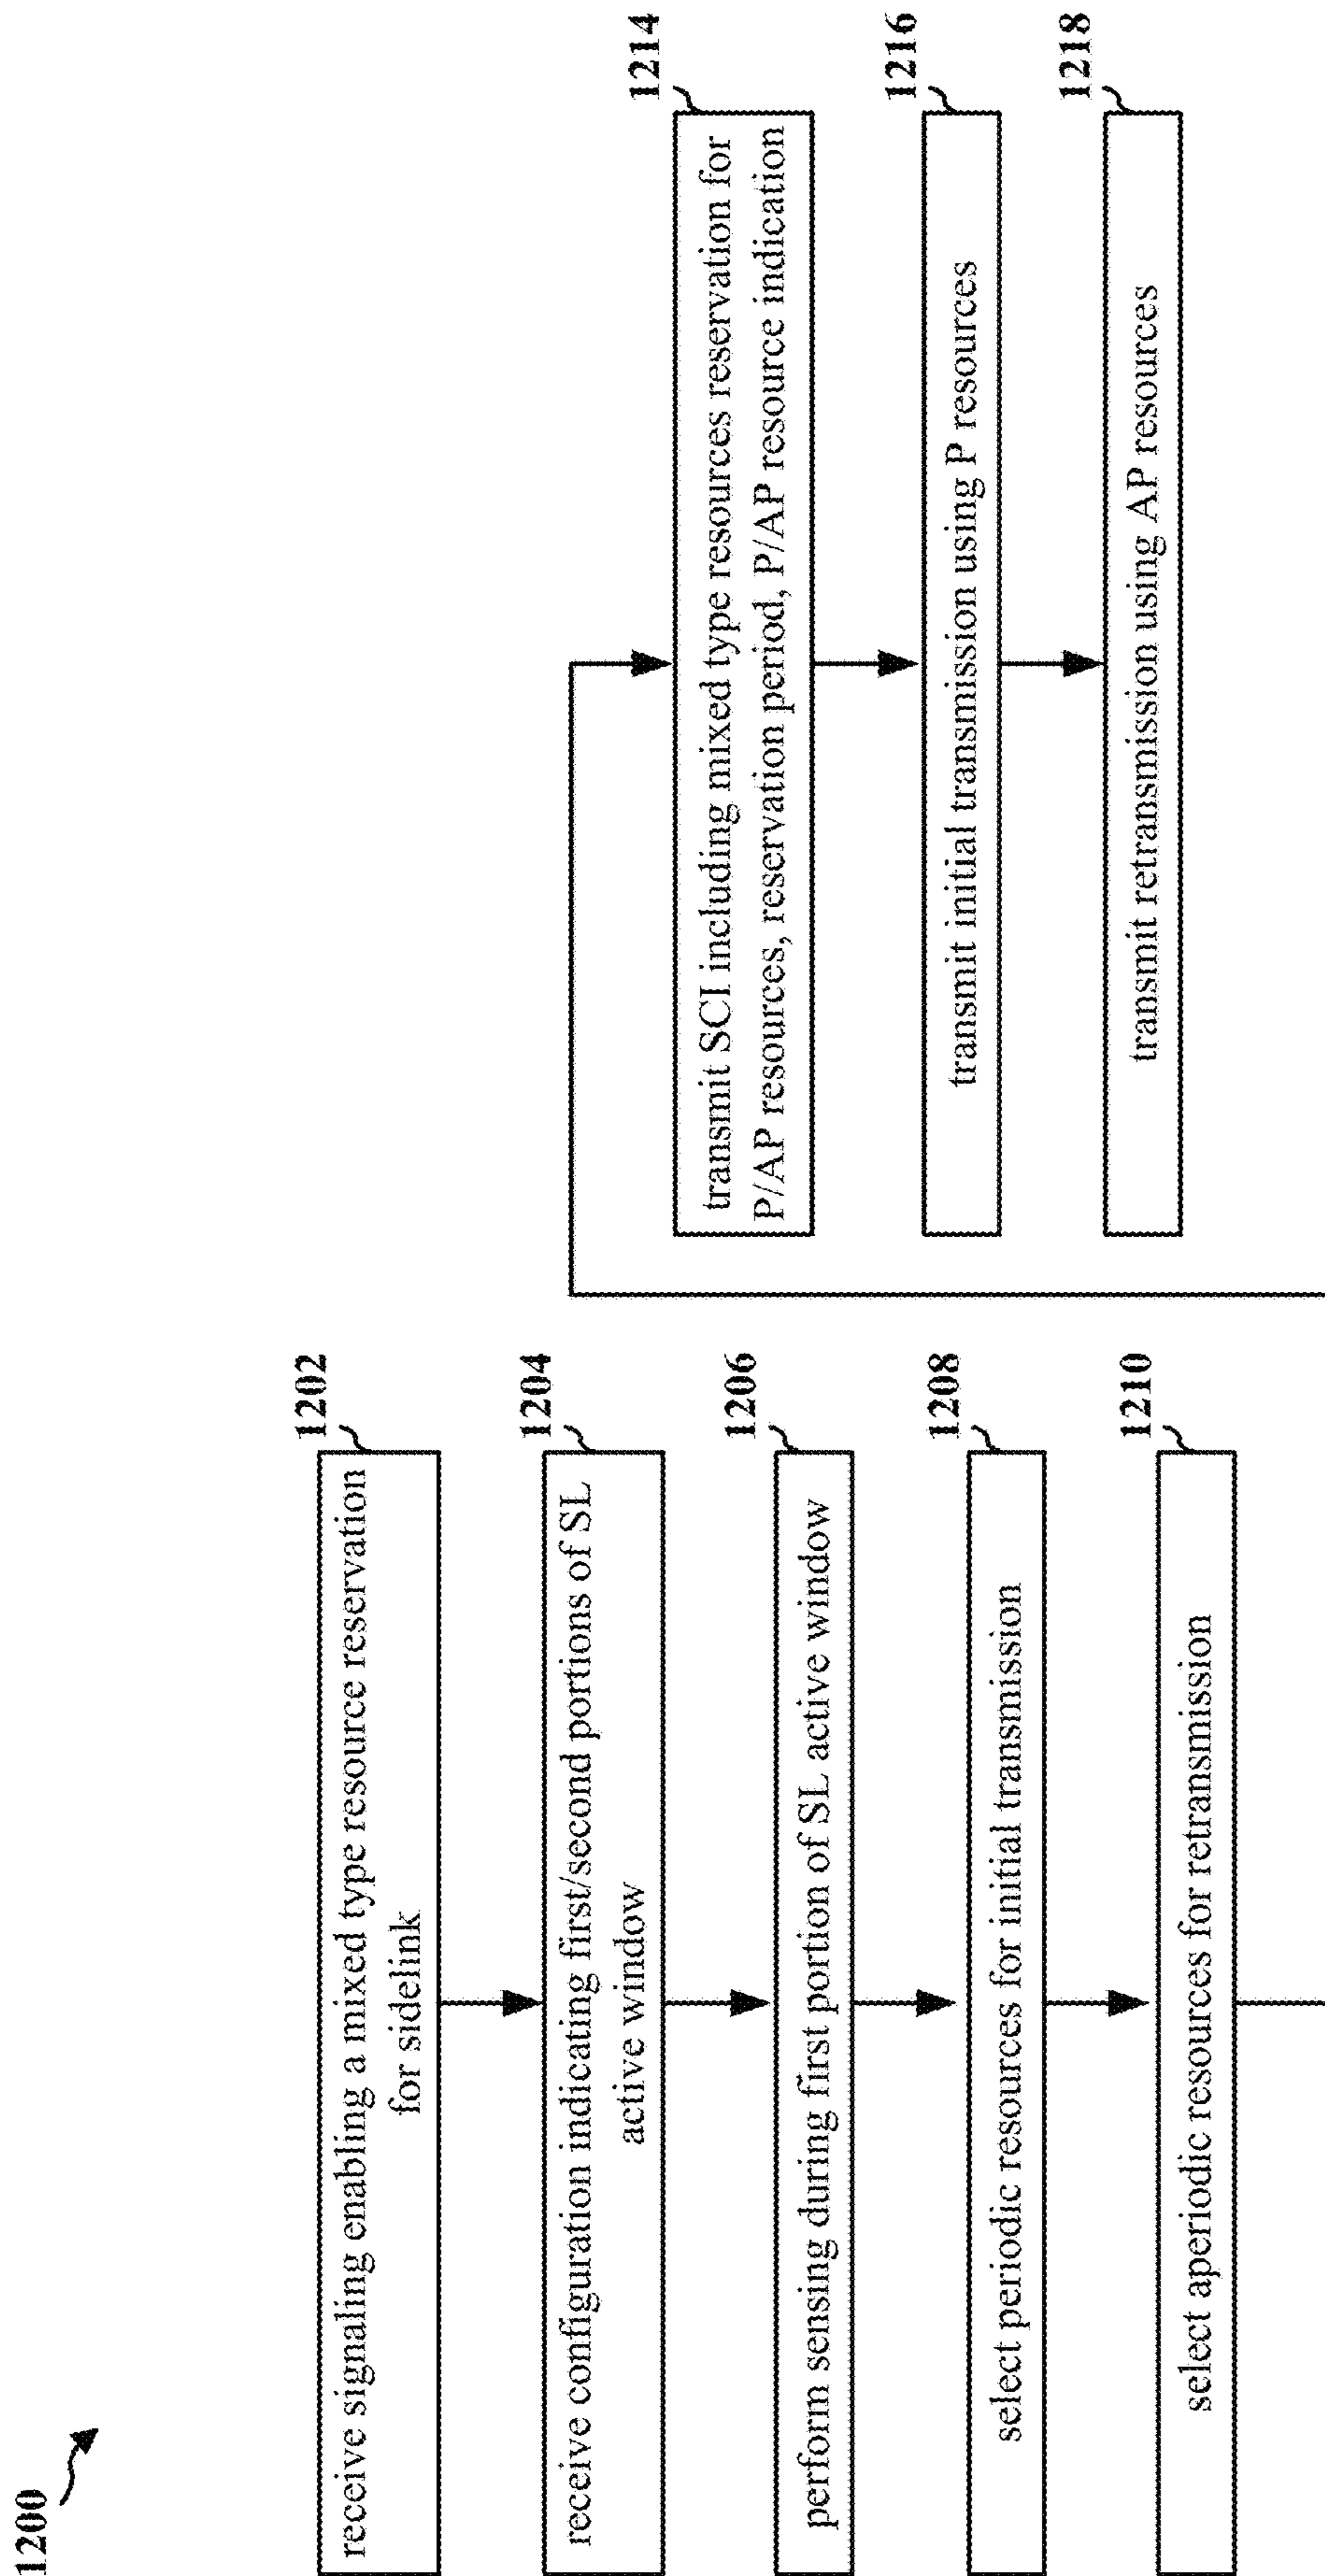 1200
1202
receive signaling enabling a mixed type resource reservation
for sidelink
1204
receive configuration indicating first/second portions of SL
active window
1206
perform sensing during first portion of SL active window
1208
select periodic resources for initial transmission
1210
select aperiodic resources for retransmission
1214
transmit SCI including mixed type resources reservation for
P/AP resources, reservation period, P/AP resource indication
1216
transmit initial transmission using P resources
1218
transmit retransmission using AP resources